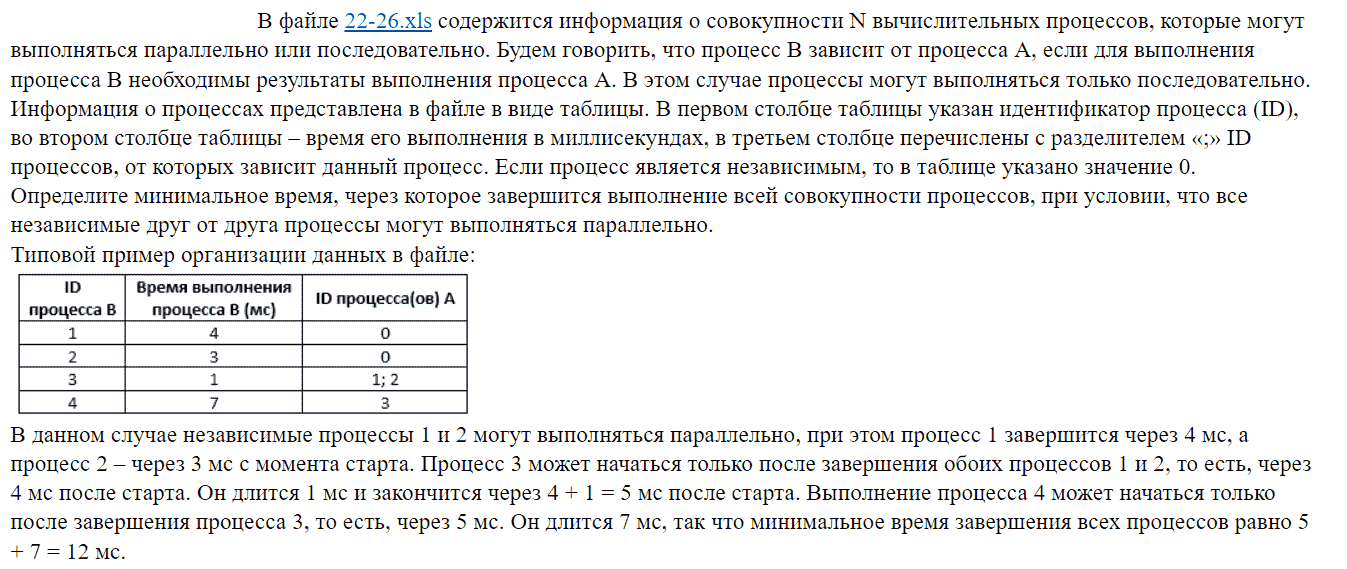 В файле 22-26.xls содержится информация о совокупности N вычислительных процессов, которые могут
выполняться параллельно или последовательно. Будем говорить, что процесс B зависит от процесса A, если для выполнения
процесса B необходимы результаты выполнения процесса A. В этом случае процессы могут выполняться только последовательно.
Информация о процессах представлена в файле в виде таблицы. В первом столбце таблицы указан идентификатор процесса (ID),
во втором столбце таблицы – время его выполнения в миллисекундах, в третьем столбце перечислены с разделителем «;» ID
процессов, от которых зависит данный процесс. Если процесс является независимым, то в таблице указано значение 0.
Определите минимальное время, через которое завершится выполнение всей совокупности процессов, при условии, что все
независимые друг от друга процессы могут выполняться параллельно.
Типовой пример организации данных в файле:
ID процесса B Время выполнения процесса B (мс) ID процесса(ов) A
1 4 0
2 3 0
3 1 1; 2
4 7 3
В данном случае независимые процессы 1 и 2 могут выполняться параллельно, при этом процесс 1 завершится через 4 мс, а
процесс 2 – через 3 мс с момента старта. Процесс 3 может начаться только после завершения обоих процессов 1 и 2, то есть, через
4 мс после старта. Он длится 1 мс и закончится через 4 + 1 = 5 мс после старта. Выполнение процесса 4 может начаться только
после завершения процесса 3, то есть, через 5 мс. Он длится 7 мс, так что минимальное время завершения всех процессов равно 5
+ 7 = 12 мс.